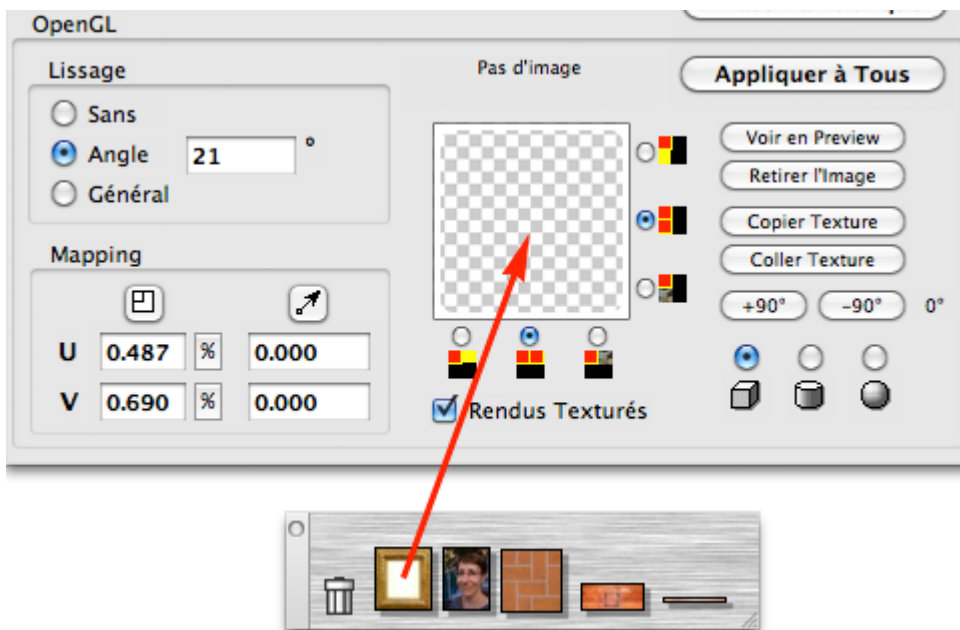 OpenGL
Lissage
Sans
Angle 21 °
Général
Mapping
U 0.487 % 0.000
V 0.690 % 0.000
Pas d'image
Rendus Texturés
Appliquer à Tous
Voir en Preview
Retirer l'Image
Copier Texture
Coller Texture
+90° -90° 0°